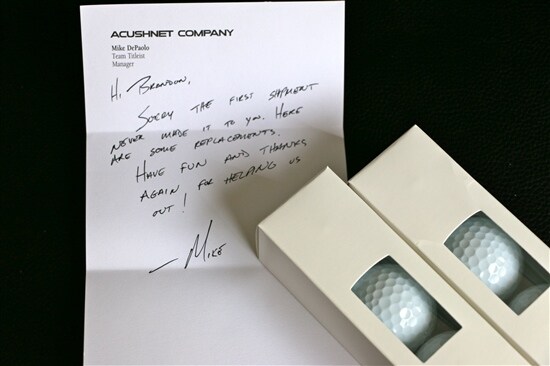 ACUSHNET COMPANY
Mike DePaolo
Team Titleist
Manager
Hi Brandon,
Sorry the first shipment
never made it to you. Here
are some replacements.
Have fun and thanks
again for helping us
out!
— Mike